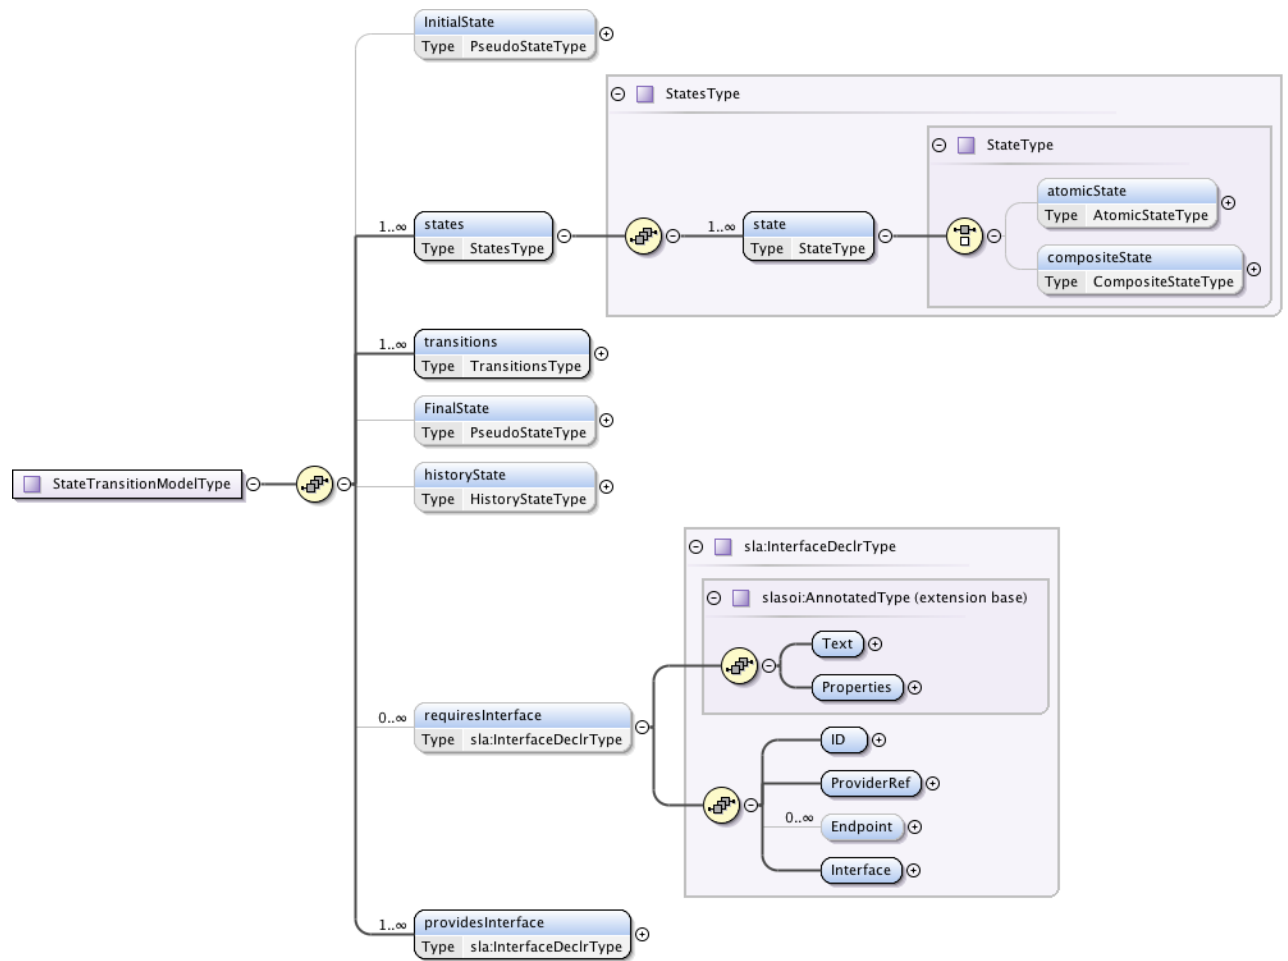 InitialState
Type PseudoStateType
StatesType
StateType
atomicState
Type AtomicStateType
1..∞
states
Type StatesType
1..∞
state
Type StateType
compositeState
Type CompositeStateType
1..∞
transitions
Type TransitionsType
FinalState
Type PseudoStateType
StateTransitionModelType
historyState
Type HistoryStateType
sla:InterfaceDeclrType
slasoi:AnnotatedType (extension base)
Text
Properties
0..∞
requiresInterface
Type sla:InterfaceDeclrType
ID
ProviderRef
0..∞
Endpoint
Interface
1..∞
providesInterface
Type sla:InterfaceDeclrType